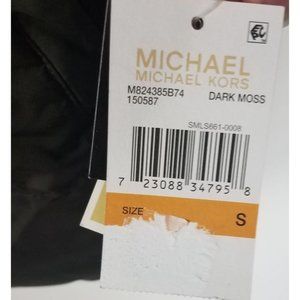 MICHAEL
MICHAEL KORS
M824385B74
150587 DARK MOSS
SMLS661-0008
7 23088 34795 8
SIZE S